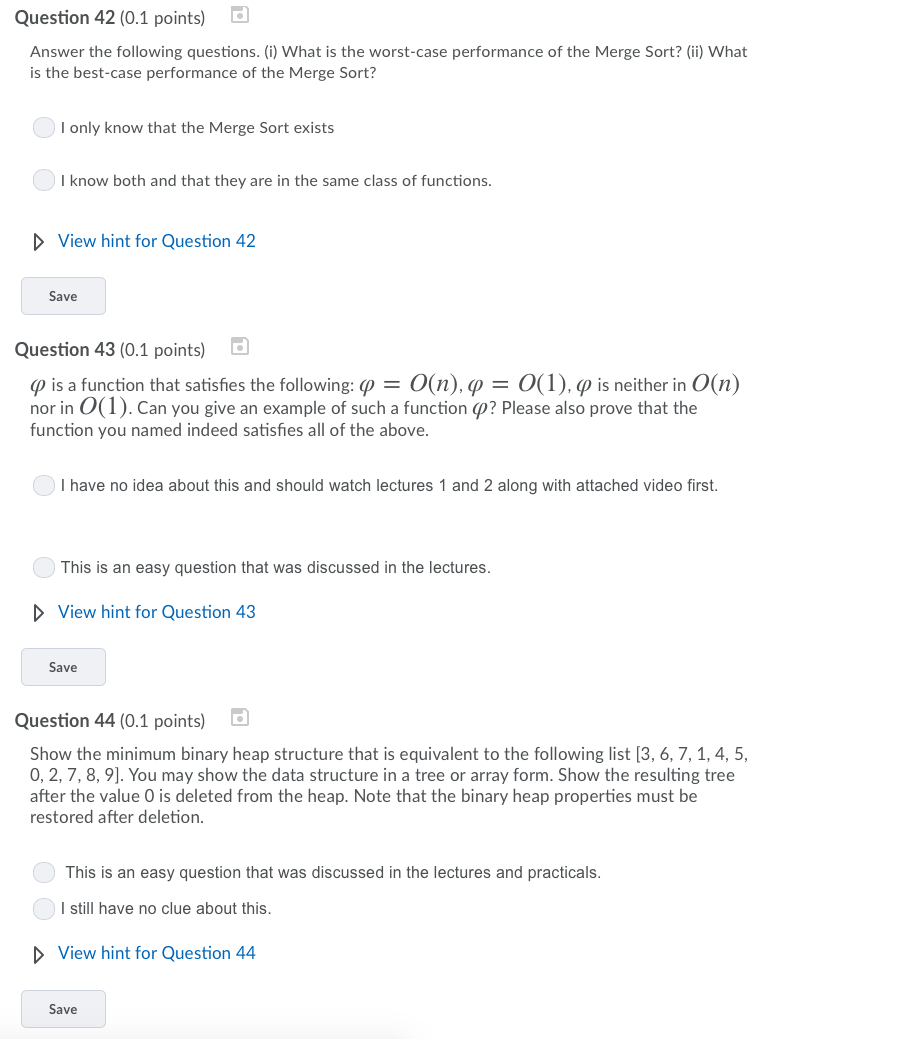 Question 42 (0.1 points)
Answer the following questions. (i) What is the worst-case performance of the Merge Sort? (ii) What
is the best-case performance of the Merge Sort?
I only know that the Merge Sort exists
I know both and that they are in the same class of functions.
View hint for Question 42
Save
Question 43 (0.1 points)
φ is a function that satisfies the following: φ = O(n), φ = O(1), φ is neither in O(n)
nor in O(1). Can you give an example of such a function φ? Please also prove that the
function you named indeed satisfies all of the above.
I have no idea about this and should watch lectures 1 and 2 along with attached video first.
This is an easy question that was discussed in the lectures.
View hint for Question 43
Save
Question 44 (0.1 points)
Show the minimum binary heap structure that is equivalent to the following list [3, 6, 7, 1, 4, 5,
0, 2, 7, 8, 9]. You may show the data structure in a tree or array form. Show the resulting tree
after the value 0 is deleted from the heap. Note that the binary heap properties must be
restored after deletion.
This is an easy question that was discussed in the lectures and practicals.
I still have no clue about this.
View hint for Question 44
Save